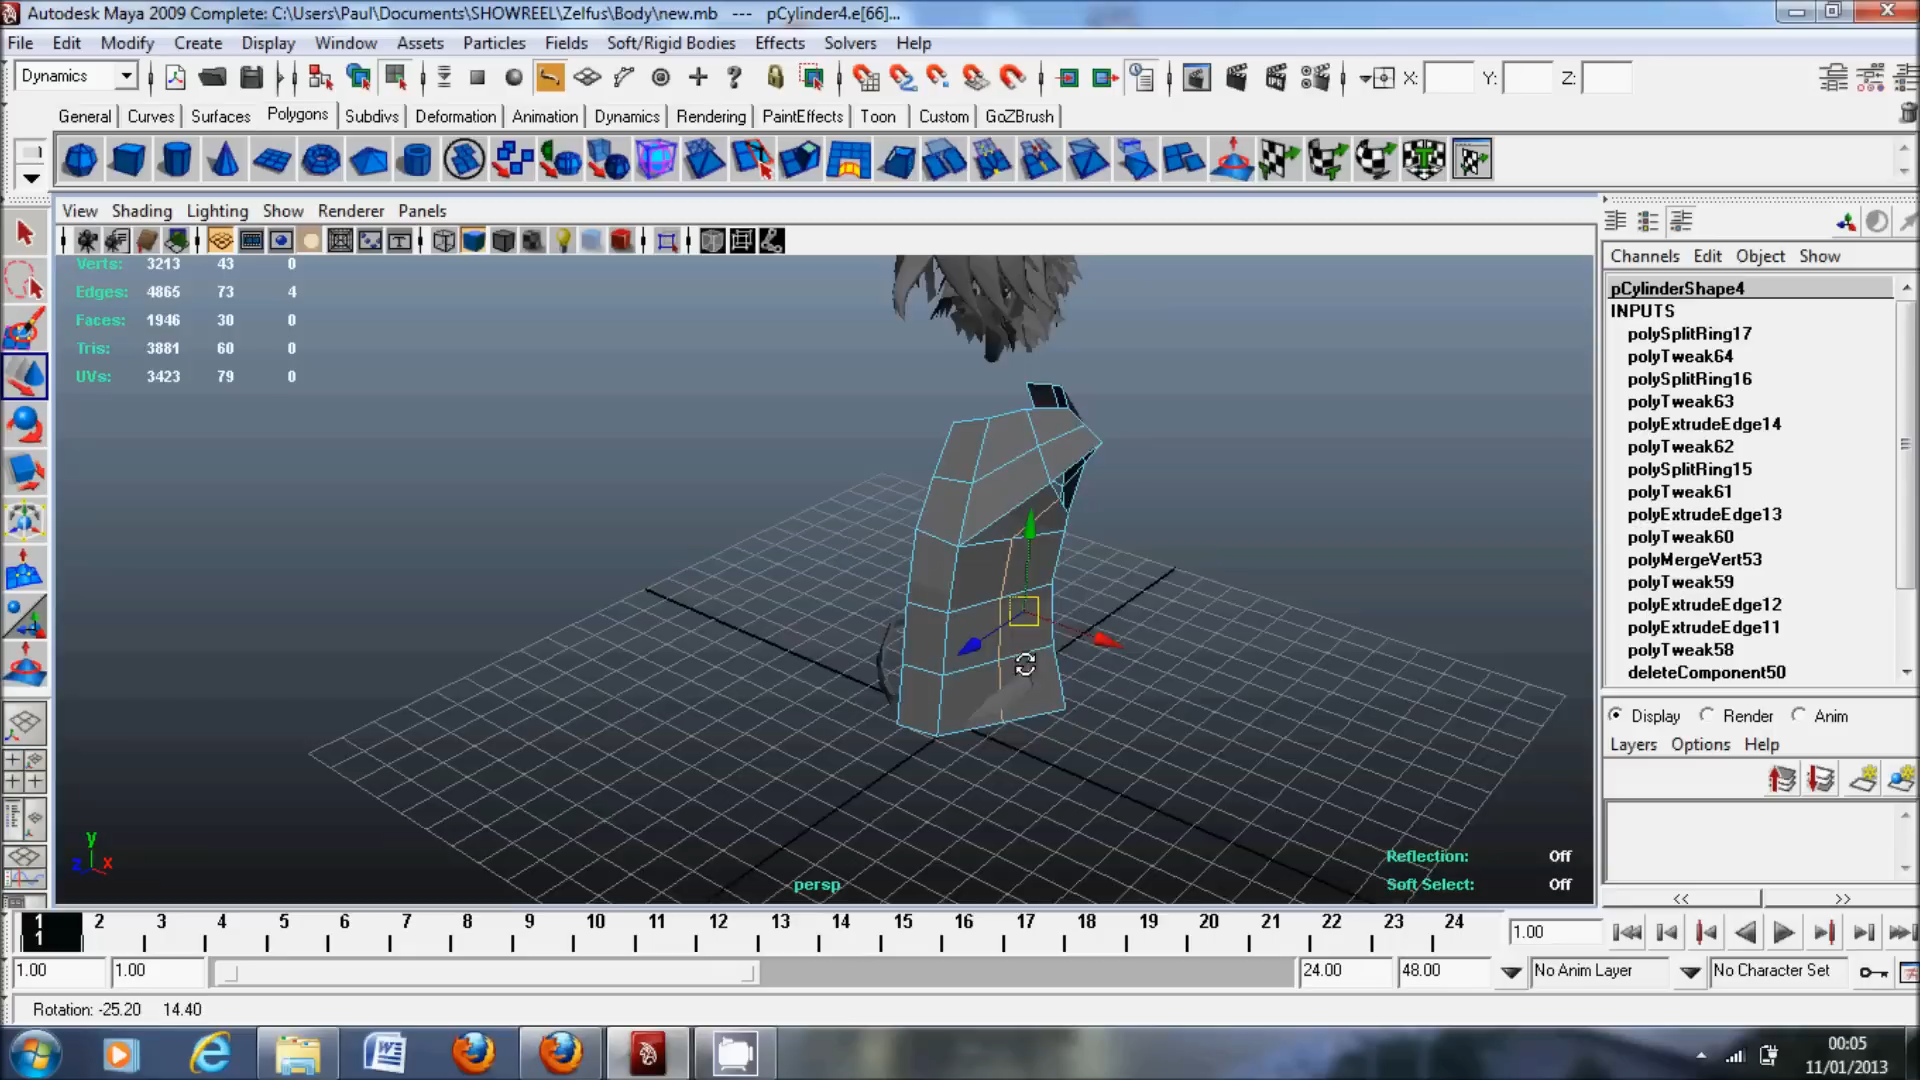 Autodesk Maya 2009 Complete: C:\Users\Paul\Documents\SHOWREEL\Zelfus\Body\new.mb --- pCylinder4.e[66]...
File Edit Modify Create Display Window Assets Particles Fields Soft/Rigid Bodies Effects Solvers Help
Dynamics X: Y: Z:
General Curves Surfaces Polygons Subdivs Deformation Animation Dynamics Rendering PaintEffects Toon Custom GoZBrush
View Shading Lighting Show Renderer Panels
Verts: 3213 43 0
Edges: 4865 73 4
Faces: 1946 30 0
Tris: 3881 60 0
UVs: 3423 79 0
y
z x
persp
Reflection: Off
Soft Select: Off
Channels Edit Object Show
pCylinderShape4
INPUTS
polySplitRing17
polyTweak64
polySplitRing16
polyTweak63
polyExtrudeEdge14
polyTweak62
polySplitRing15
polyTweak61
polyExtrudeEdge13
polyTweak60
polyMergeVert53
polyTweak59
polyExtrudeEdge12
polyExtrudeEdge11
polyTweak58
deleteComponent50
Display Render Anim
Layers Options Help
<< >>
1 2 3 4 5 6 7 8 9 10 11 12 13 14 15 16 17 18 19 20 21 22 23 24
1
1.00
1.00 1.00 24.00 48.00 No Anim Layer No Character Set
Rotation: -25.20 14.40
00:05
11/01/2013